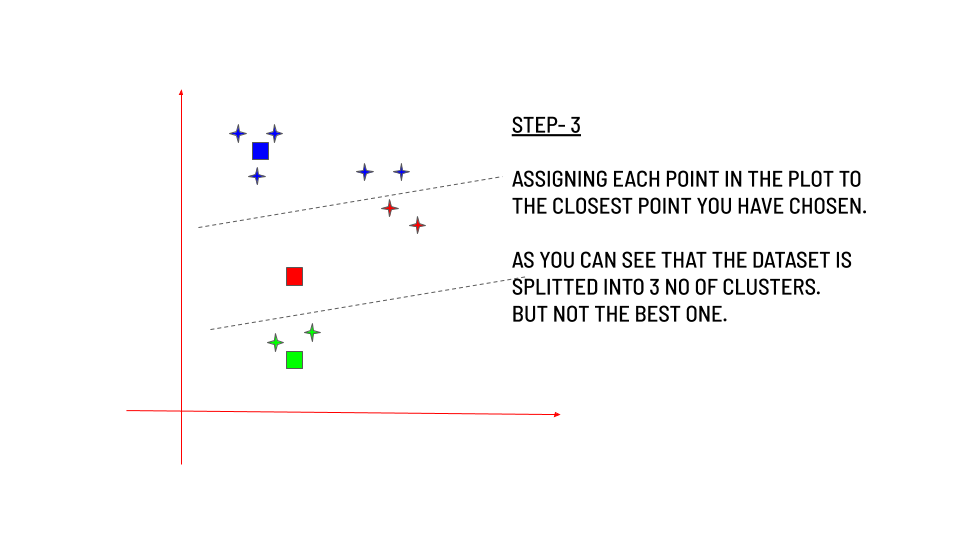 STEP- 3
ASSIGNING EACH POINT IN THE PLOT TO
THE CLOSEST POINT YOU HAVE CHOSEN.
AS YOU CAN SEE THAT THE DATASET IS
SPLITTED INTO 3 NO OF CLUSTERS.
BUT NOT THE BEST ONE.